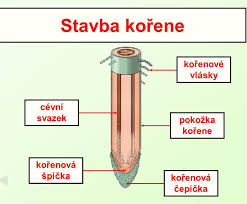 Stavba kořene
kořenové
vlásky
cévní
svazek
pokožka
kořene
kořenová
špička
kořenová
čepička